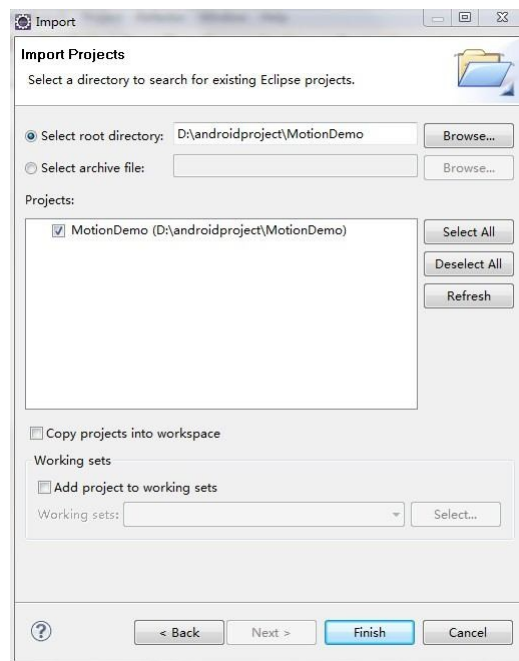 Import
Import Projects
Select a directory to search for existing Eclipse projects.
Select root directory: D:\androidproject\MotionDemo Browse...
Select archive file: Browse...
Projects:
MotionDemo (D:\androidproject\MotionDemo) Select All
Deselect All
Refresh
Copy projects into workspace
Working sets
Add project to working sets
Working sets: Select...
? < Back Next > Finish Cancel